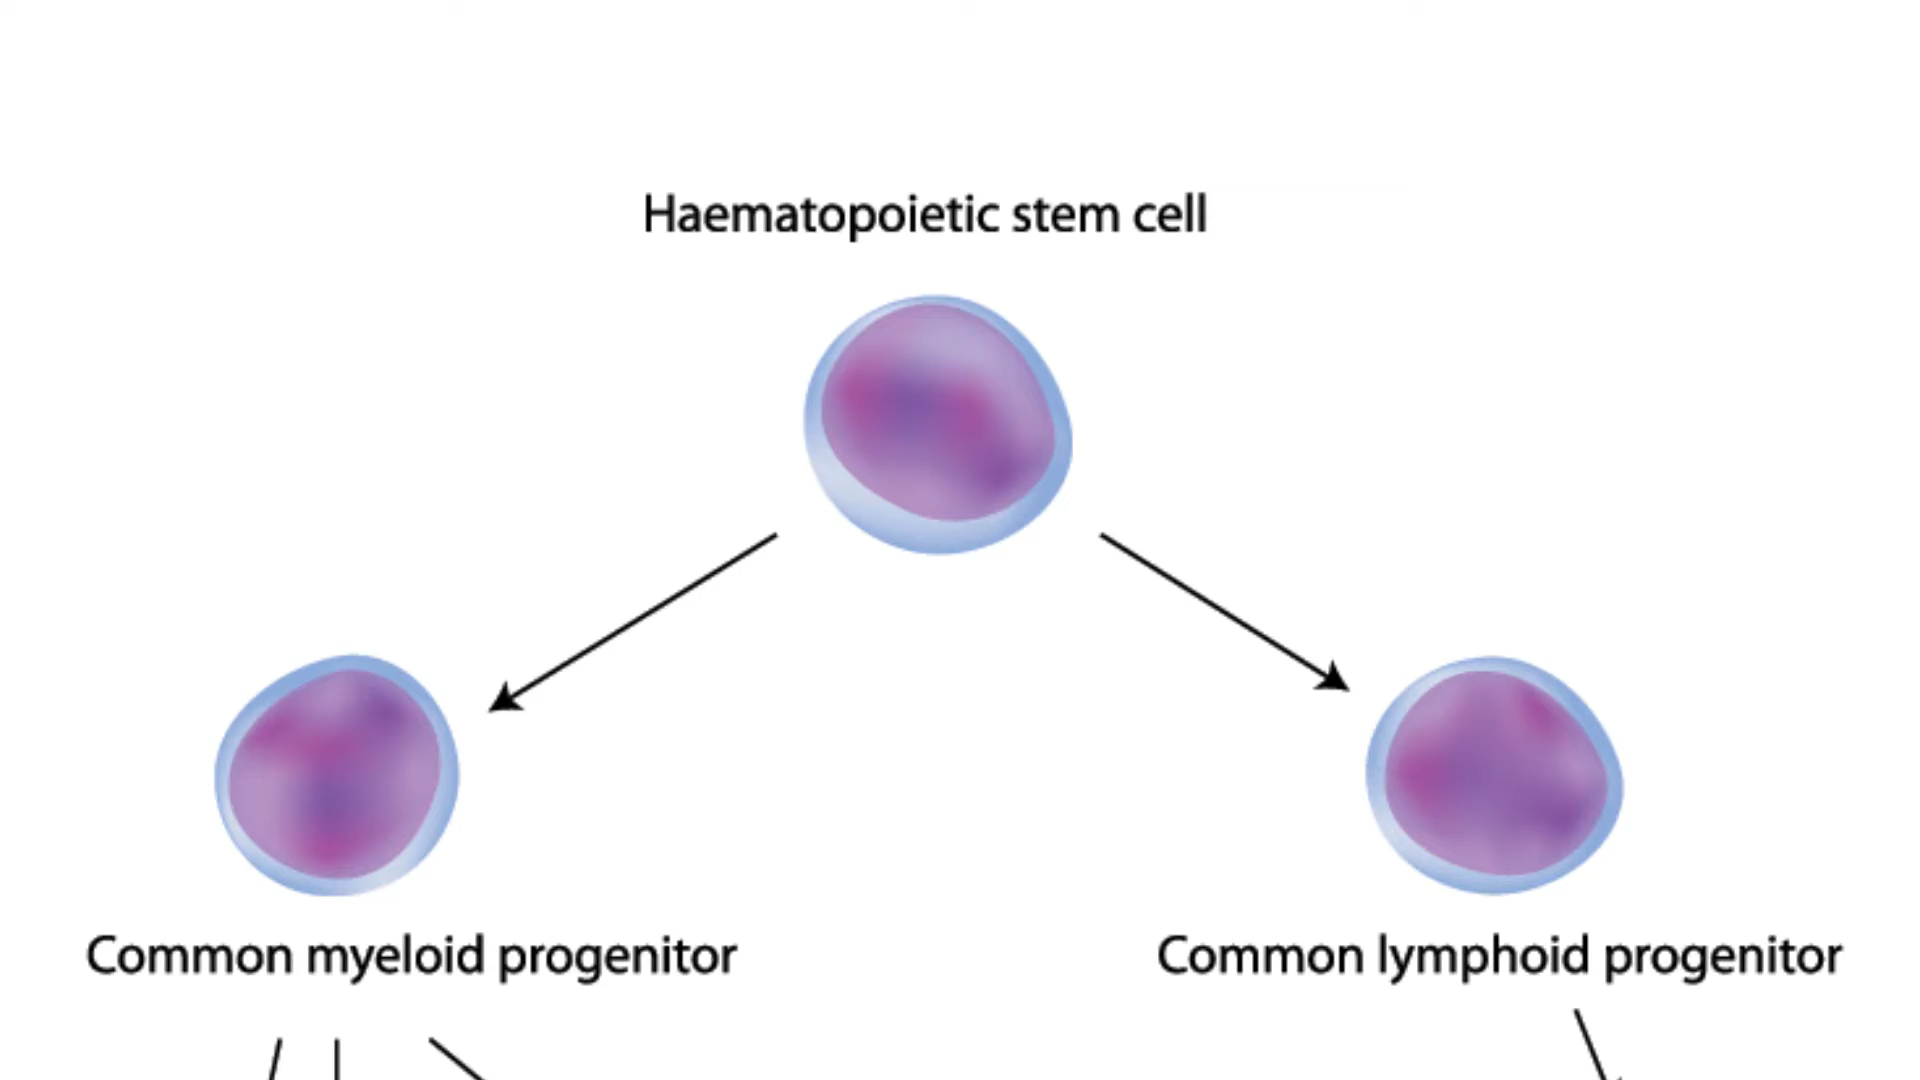 Haematopoietic stem cell
Common myeloid progenitor
Common lymphoid progenitor